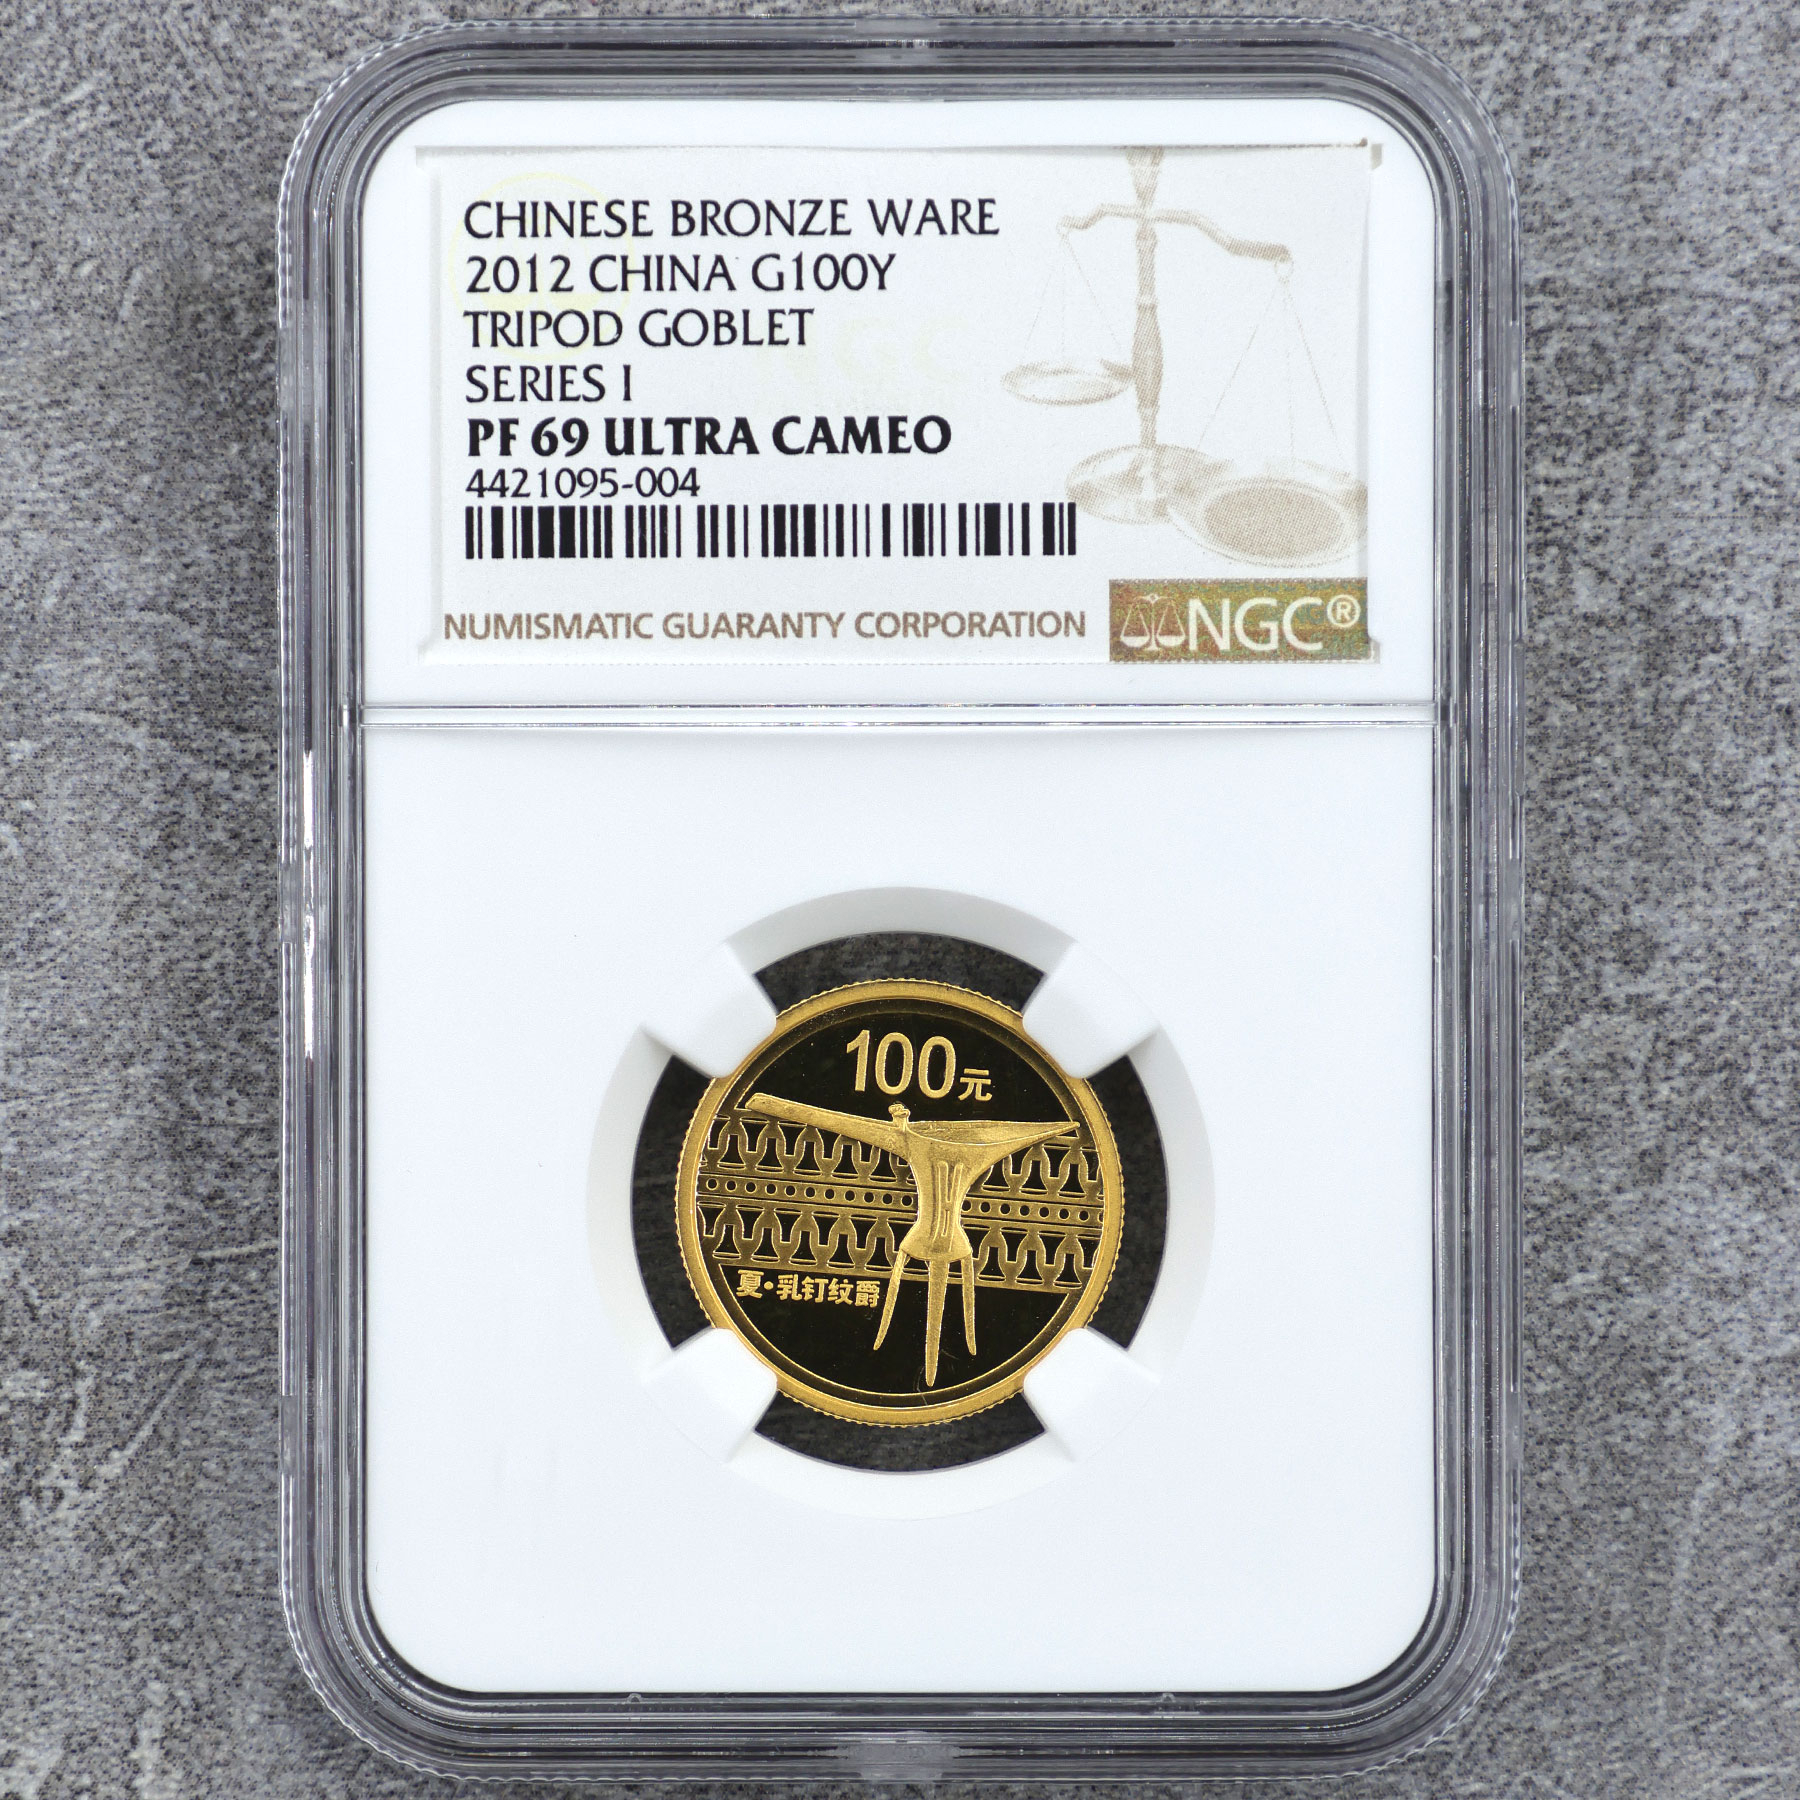 CHINESE BRONZE WARE
2012 CHINA G100Y
TRIPOD GOBLET
SERIES I
PF 69 ULTRA CAMEO
4421095-004
NUMISMATIC GUARANTY CORPORATION
NGC®
100元
夏·乳钉纹爵